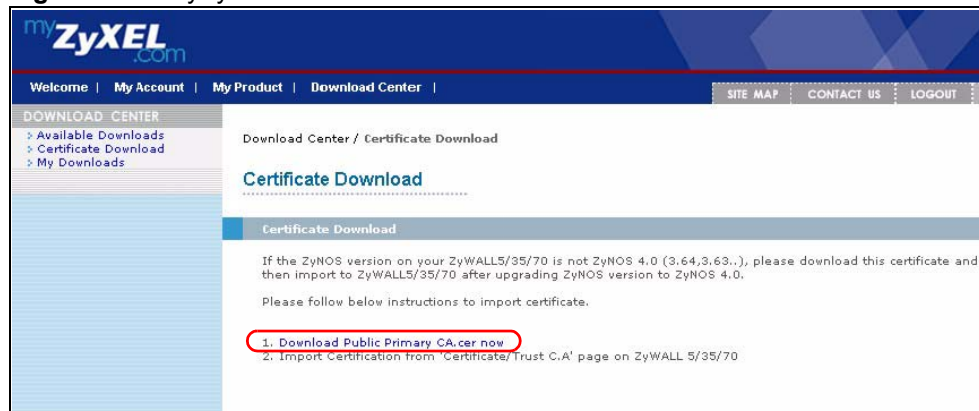 myZyXEL
.com
Welcome | My Account | My Product | Download Center |
SITE MAP CONTACT US LOGOUT
DOWNLOAD CENTER
Available Downloads
Certificate Download
My Downloads
Download Center / Certificate Download
Certificate Download
Certificate Download
If the ZyNOS version on your ZyWALL5/35/70 is not ZyNOS 4.0 (3.64,3.63..), please download this certificate and
then import to ZyWALL5/35/70 after upgrading ZyNOS version to ZyNOS 4.0.
Please follow below instructions to import certificate.
1. Download Public Primary CA.cer now
2. Import Certification from 'Certificate/Trust C.A' page on ZyWALL 5/35/70